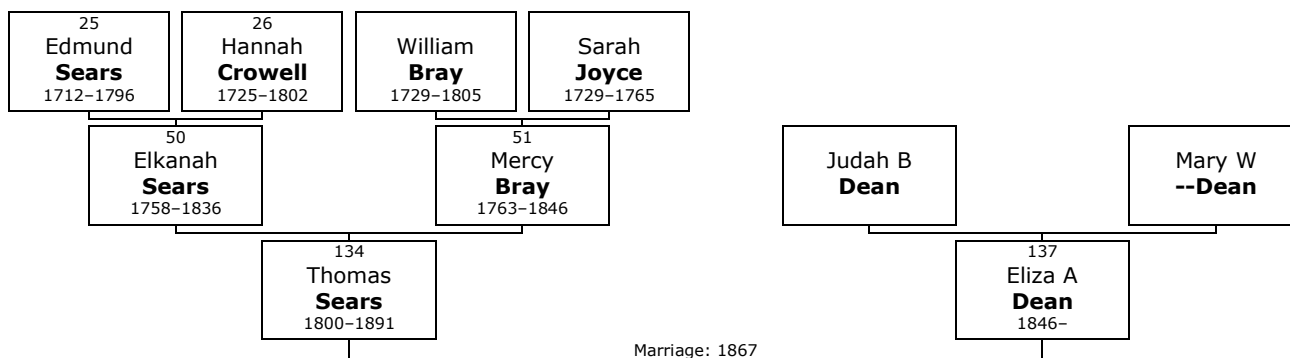 25
Edmund
Sears
1712–1796
26
Hannah
Crowell
1725–1802
William
Bray
1729–1805
Sarah
Joyce
1729–1765
50
Elkanah
Sears
1758–1836
51
Mercy
Bray
1763–1846
Judah B
Dean
Mary W
--Dean
134
Thomas
Sears
1800–1891
137
Eliza A
Dean
1846–
Marriage: 1867